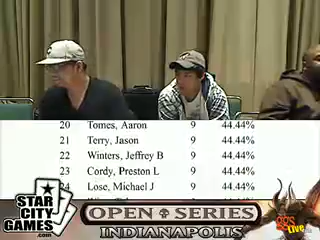 20 Tomes, Aaron 9 44.44%
21 Terry, Jason 9 44.44%
22 Winters, Jeffrey B 9 44.44%
23 Cordy, Preston L 9 44.44%
24 Lose, Michael J 9 44.44%
STAR
CITY
GAMES
OPEN SERIES
INDIANAPOLIS
Live